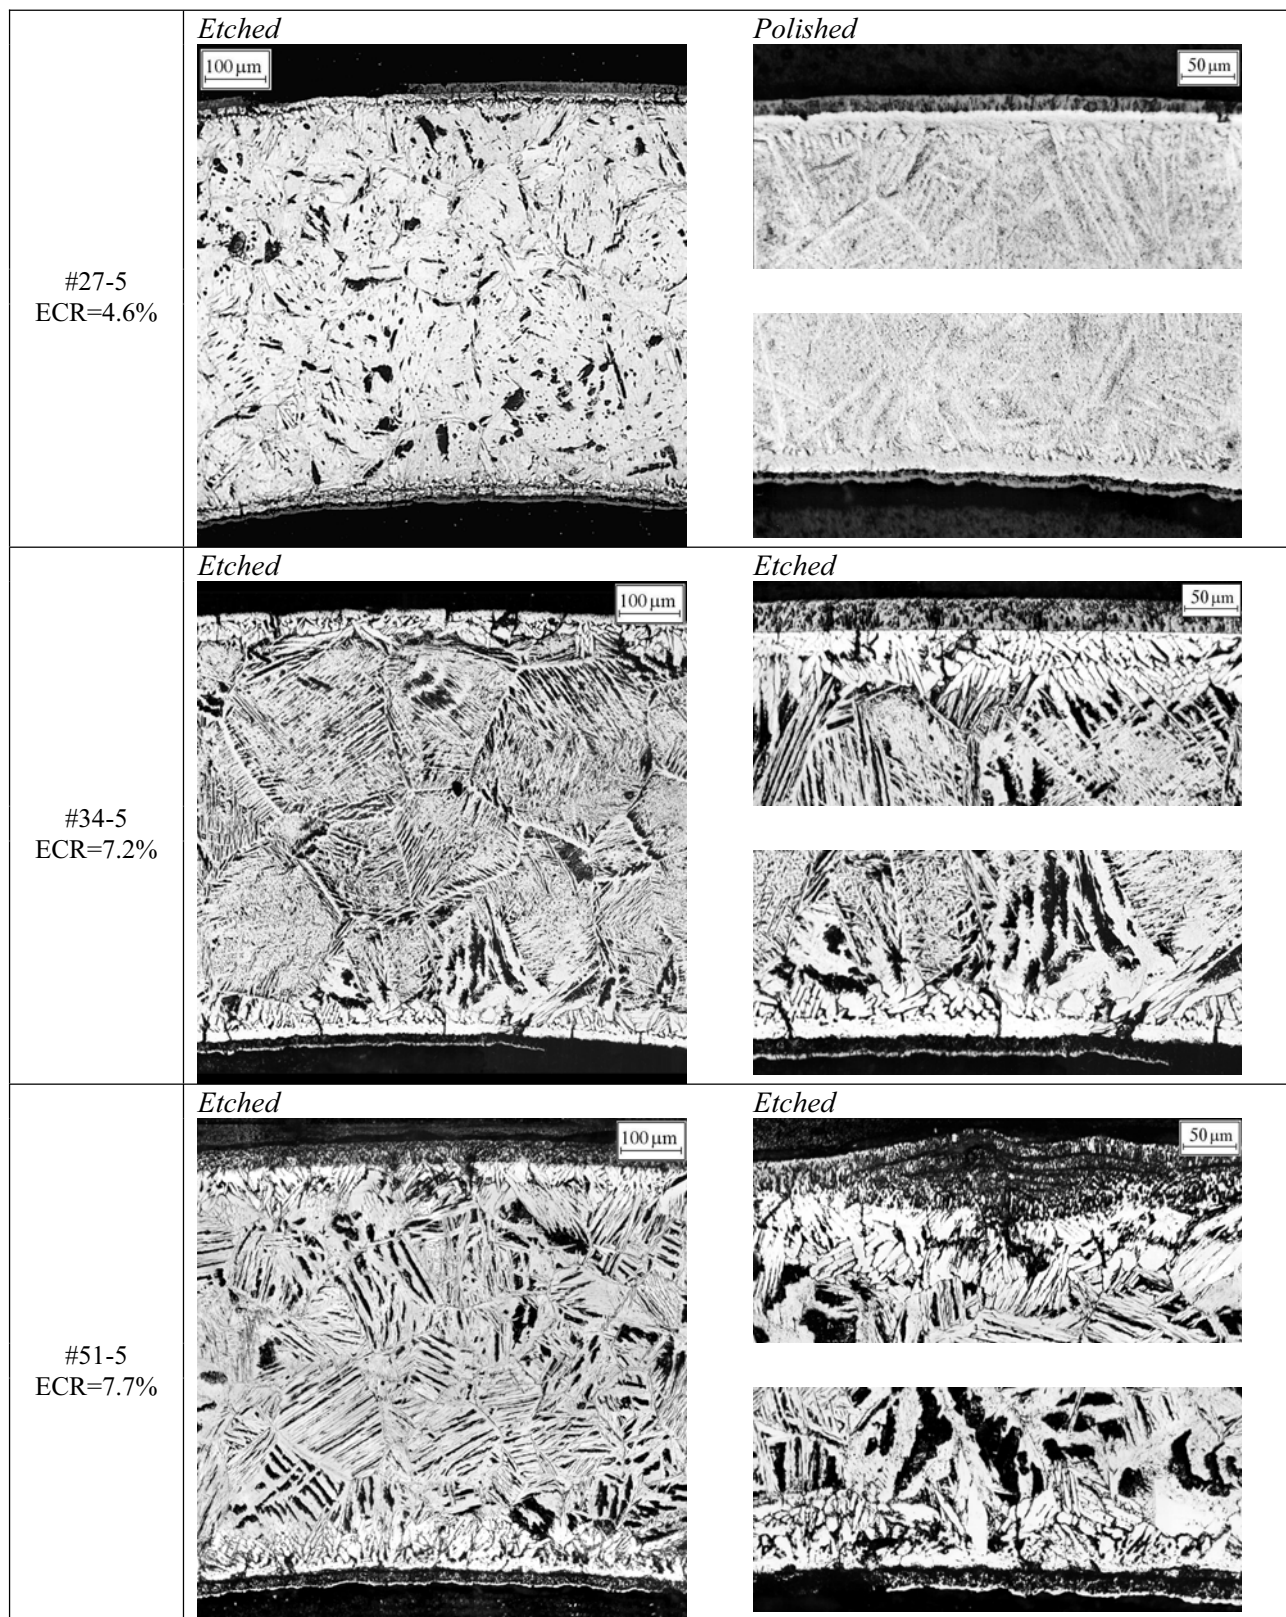 Etched
Polished
100 µm
50 µm
#27-5
ECR=4.6%
Etched
Etched
100 µm
50 µm
#34-5
ECR=7.2%
Etched
Etched
100 µm
50 µm
#51-5
ECR=7.7%